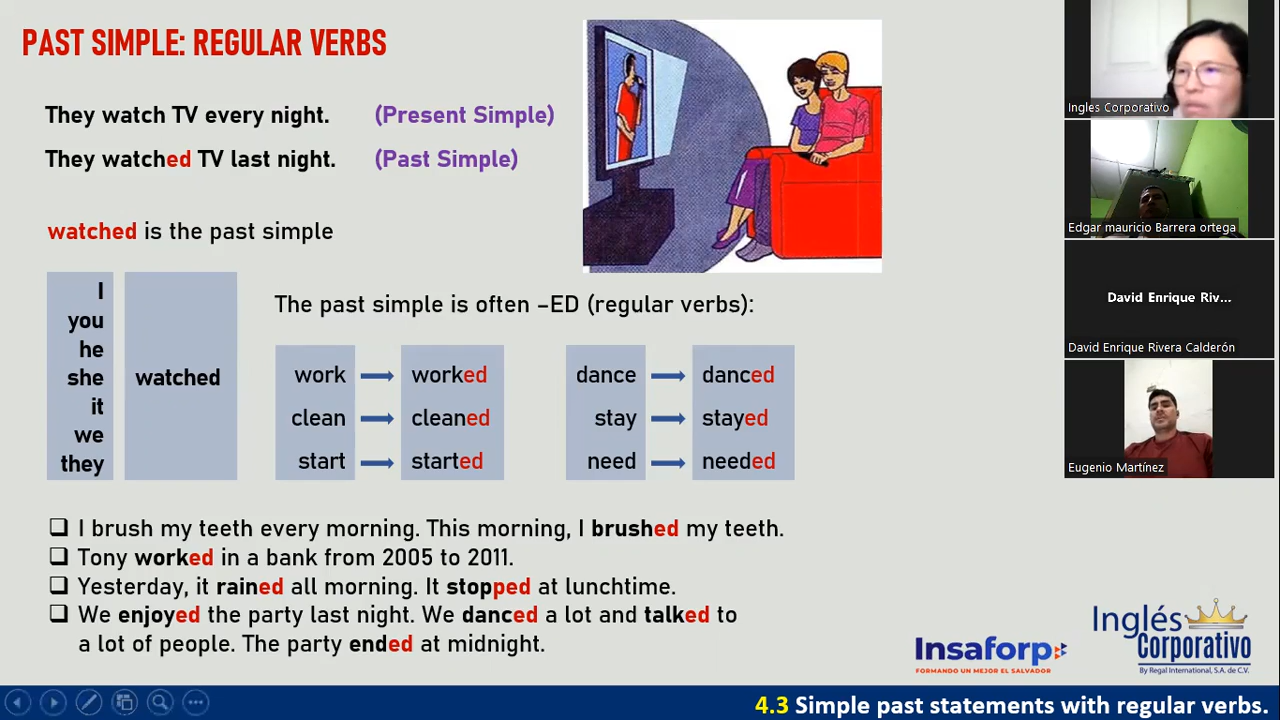 PAST SIMPLE: REGULAR VERBS
They watch TV every night. (Present Simple)
They watched TV last night. (Past Simple)
watched is the past simple
I
you
he
she
it
we
they
watched
The past simple is often –ED (regular verbs):
work worked
clean cleaned
start started
dance danced
stay stayed
need needed
I brush my teeth every morning. This morning, I brushed my teeth.
Tony worked in a bank from 2005 to 2011.
Yesterday, it rained all morning. It stopped at lunchtime.
We enjoyed the party last night. We danced a lot and talked to
a lot of people. The party ended at midnight.
Insaforp
FORMANDO UN MEJOR EL SALVADOR
Inglés
Corporativo
By Regal International, S.A. de C.V.
4.3 Simple past statements with regular verbs.
Ingles Corporativo
Edgar mauricio Barrera ortega
David Enrique Riv...
David Enrique Rivera Calderón
Eugenio Martínez